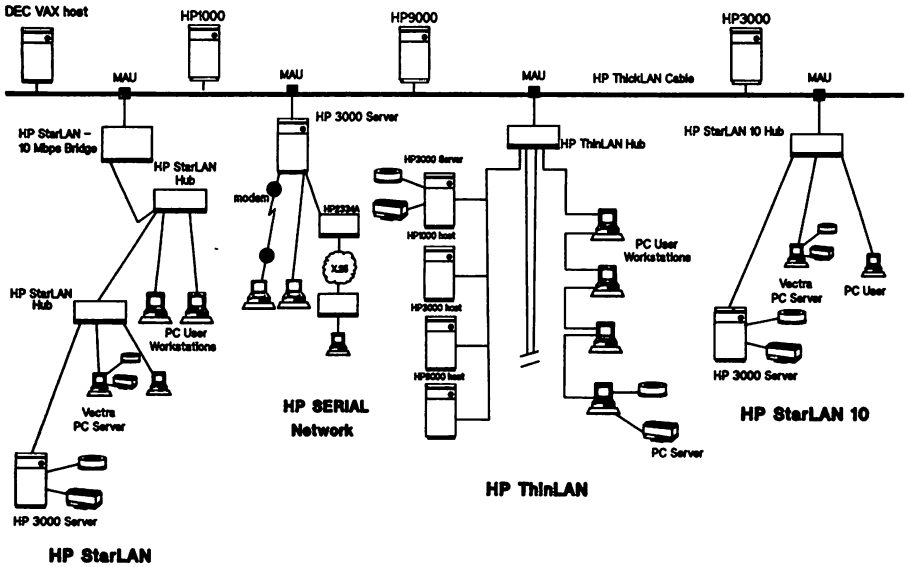 DEC VAX host
HP1000
HP9000
HP3000
MAU
MAU
MAU
MAU
HP ThickLAN Cable
HP StarLAN –
10 Mbps Bridge
HP StarLAN
Hub
HP StarLAN
Hub
PC User
Workstations
Vectra
PC Server
HP 3000 Server
HP StarLAN
HP 3000 Server
modem
HP2334A
X.25
HP SERIAL
Network
HP ThinLAN Hub
HP3000 Server
HP1000 host
HP3000 host
HP9000 host
PC User
Workstations
PC Server
HP ThinLAN
HP StarLAN 10 Hub
Vectra
PC Server
PC User
HP 3000 Server
HP StarLAN 10